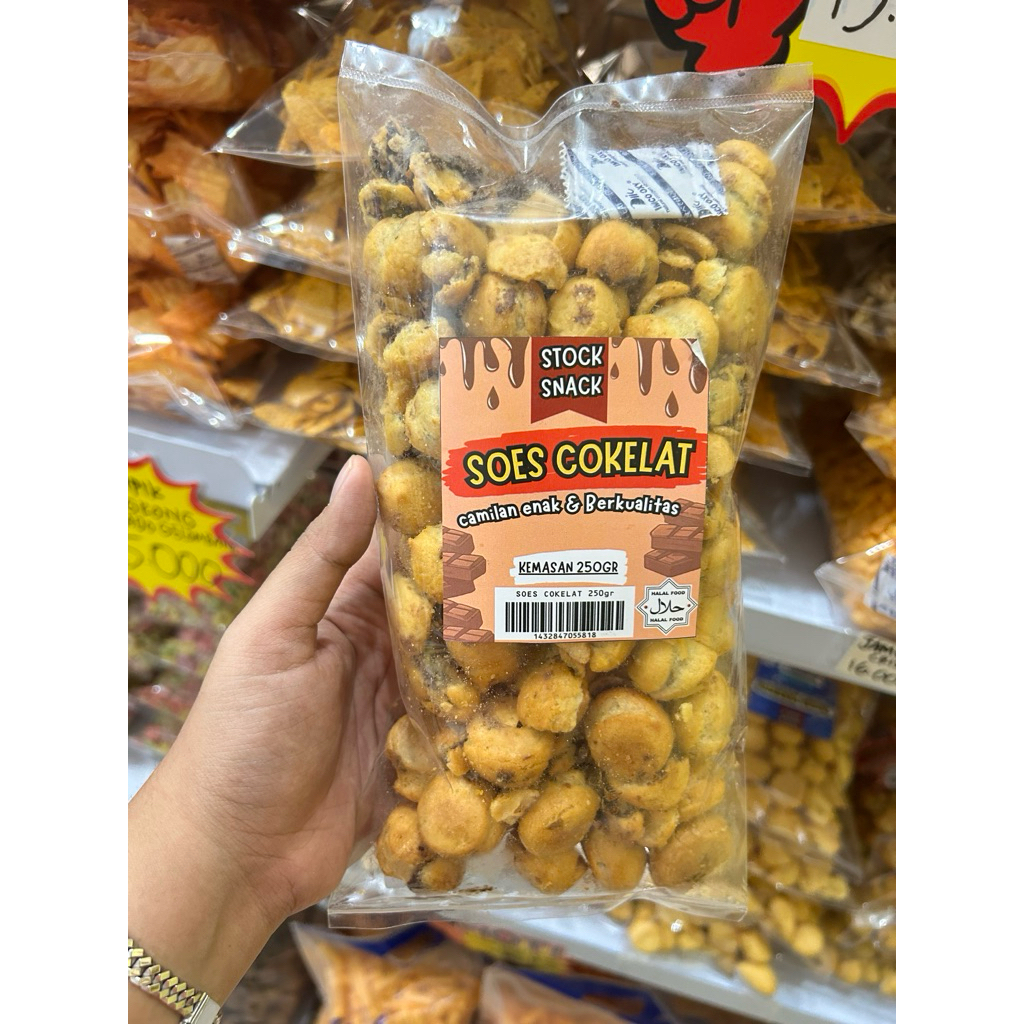 STOCK
SNACK
SOES COKELAT
camilan enak & Berkualitas
KEMASAN 250GR
SOES COKELAT 250gr
1432847055818
HALAL FOOD
حلال
HALAL FOOD